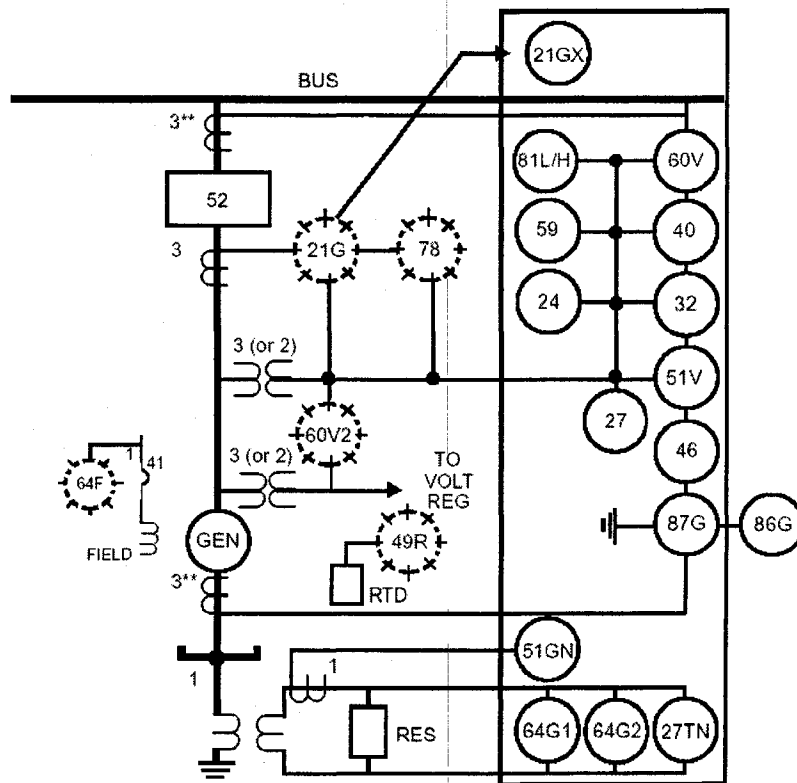 21GX
BUS
3**
81L/H
60V
52
59
40
3
21G
78
24
32
3 (or 2)
51V
27
60V2
46
3 (or 2)
TO
VOLT
REG
1
41
64F
FIELD
GEN
49R
87G
86G
3**
RTD
51GN
1
1
RES
64G1
64G2
27TN